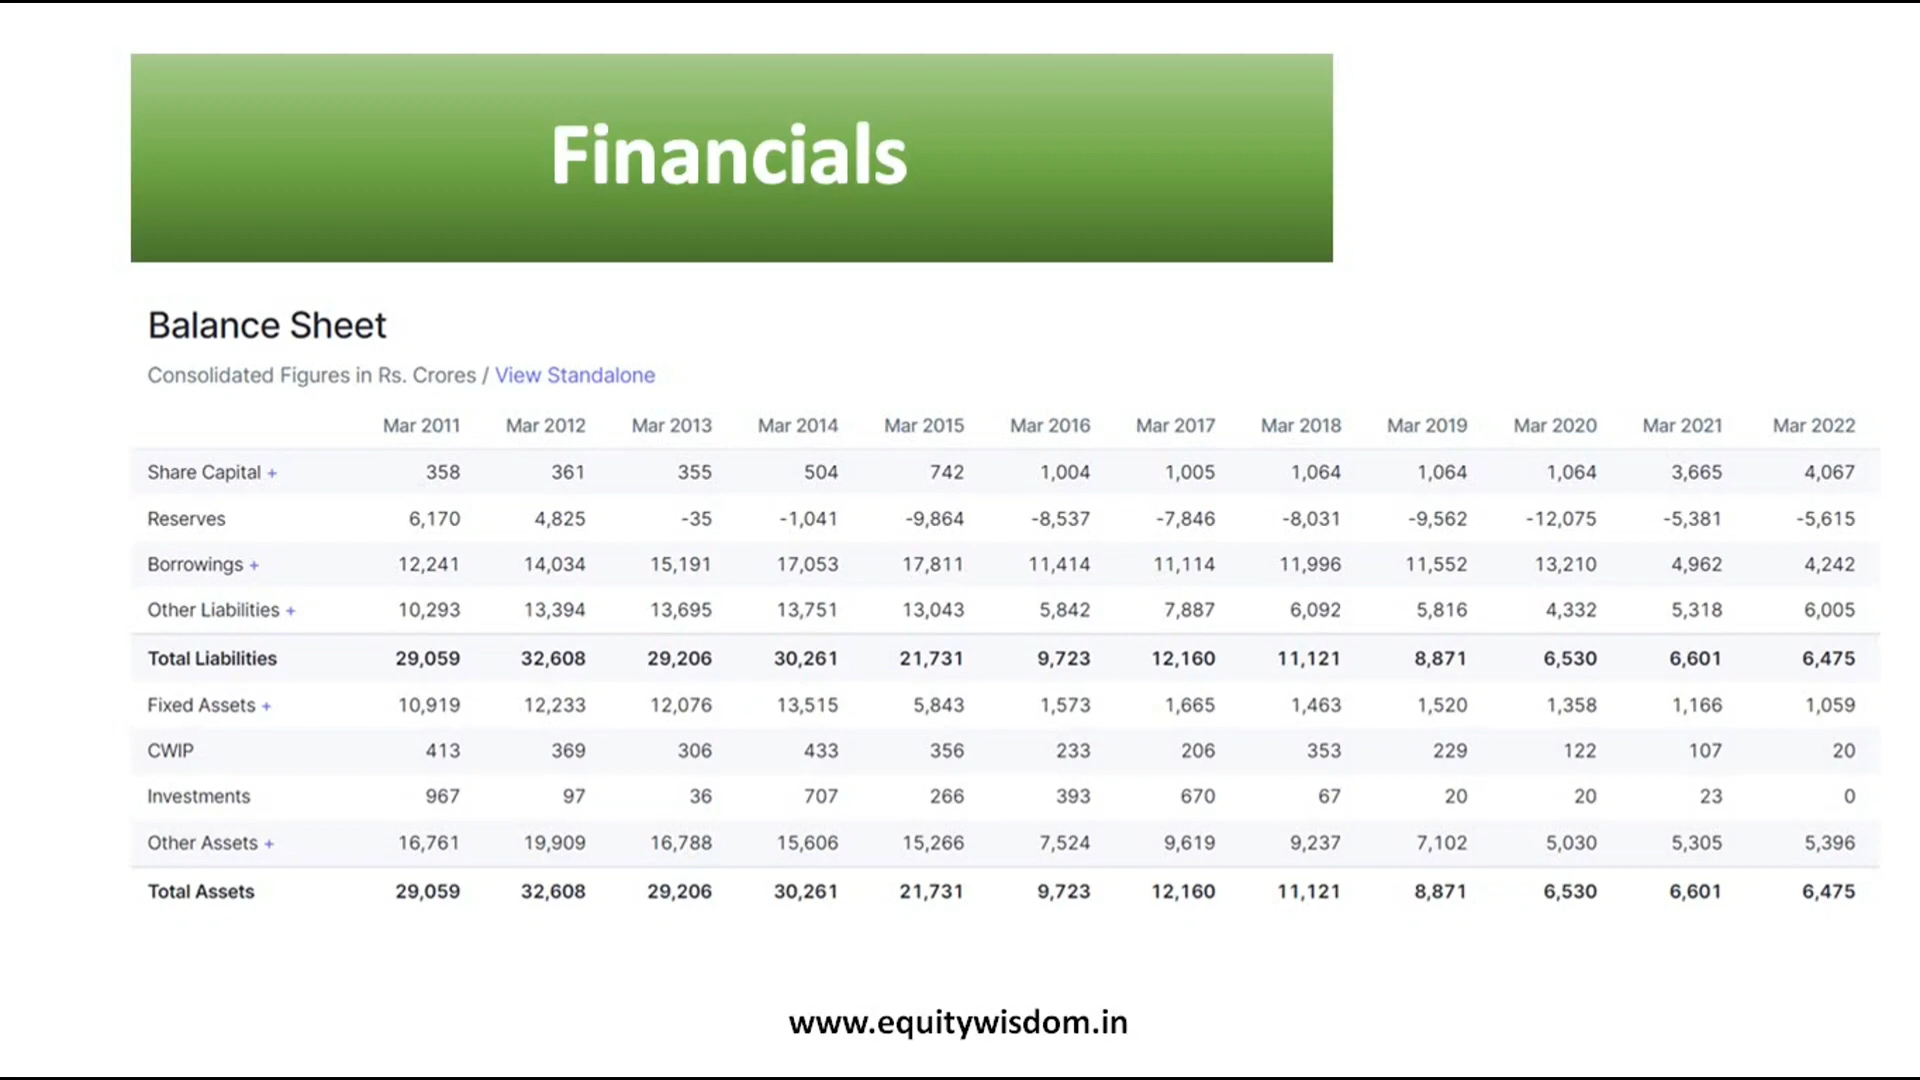 Financials
Balance Sheet
Consolidated Figures in Rs. Crores / View Standalone
Mar 2011 Mar 2012 Mar 2013 Mar 2014 Mar 2015 Mar 2016 Mar 2017 Mar 2018 Mar 2019 Mar 2020 Mar 2021 Mar 2022
Share Capital + 358 361 355 504 742 1,004 1,005 1,064 1,064 1,064 3,665 4,067
Reserves 6,170 4,825 -35 -1,041 -9,864 -8,537 -7,846 -8,031 -9,562 -12,075 -5,381 -5,615
Borrowings + 12,241 14,034 15,191 17,053 17,811 11,414 11,114 11,996 11,552 13,210 4,962 4,242
Other Liabilities + 10,293 13,394 13,695 13,751 13,043 5,842 7,887 6,092 5,816 4,332 5,318 6,005
Total Liabilities 29,059 32,608 29,206 30,261 21,731 9,723 12,160 11,121 8,871 6,530 6,601 6,475
Fixed Assets + 10,919 12,233 12,076 13,515 5,843 1,573 1,665 1,463 1,520 1,358 1,166 1,059
CWIP 413 369 306 433 356 233 206 353 229 122 107 20
Investments 967 97 36 707 266 393 670 67 20 20 23 0
Other Assets + 16,761 19,909 16,788 15,606 15,266 7,524 9,619 9,237 7,102 5,030 5,305 5,396
Total Assets 29,059 32,608 29,206 30,261 21,731 9,723 12,160 11,121 8,871 6,530 6,601 6,475
www.equitywisdom.in